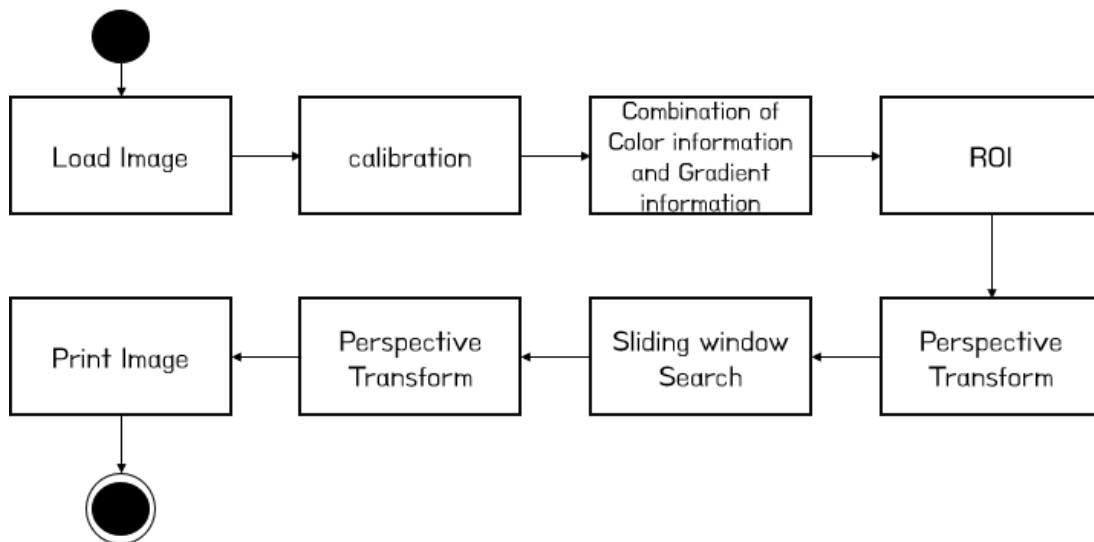 Load Image
calibration
Combination of
Color information
and Gradient
information
ROI
Perspective
Transform
Sliding window
Search
Perspective
Transform
Print Image